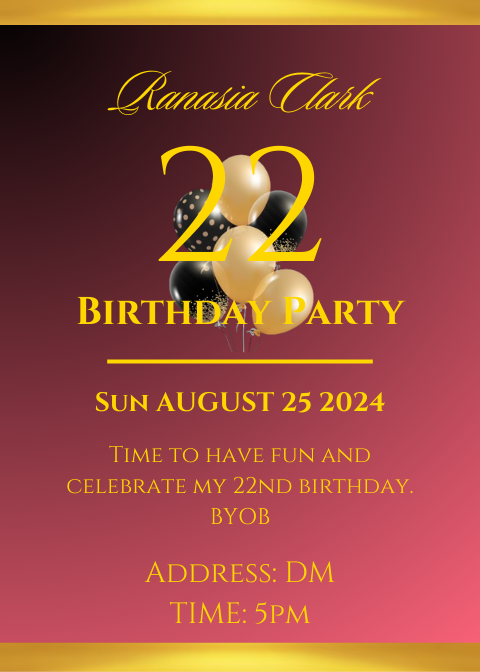 Ranasia Clark
22
Birthday Party
Sun AUGUST 25 2024
Time to have fun and
celebrate my 22nd birthday.
BYOB
Address: DM
TIME: 5pm